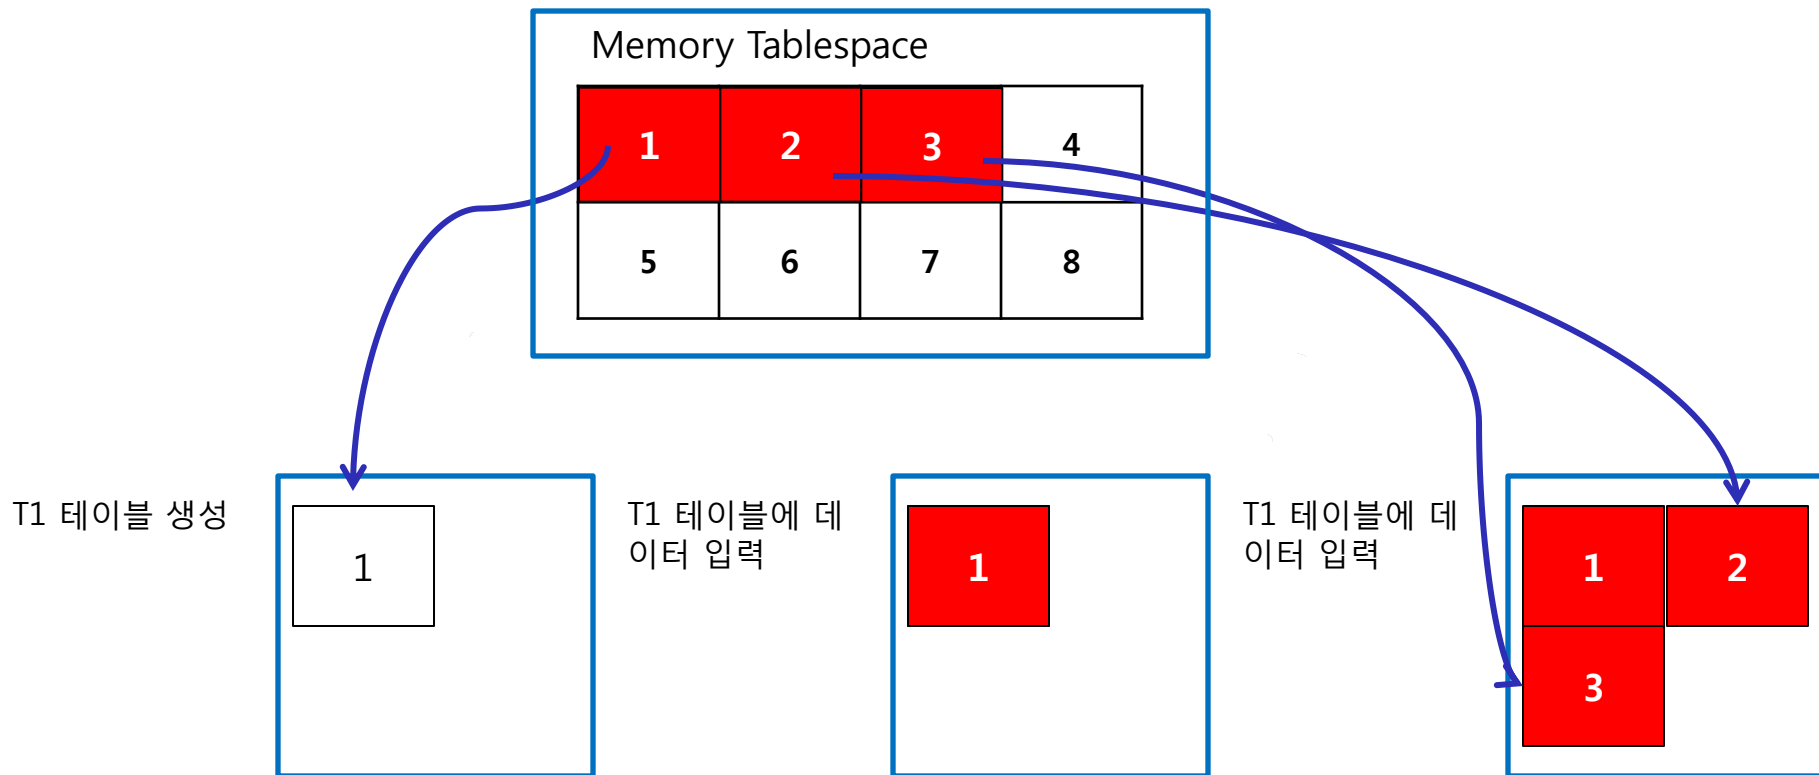 Memory Tablespace
1 2 3 4
5 6 7 8
T1 테이블 생성
1
T1 테이블에 데
이터 입력
1
T1 테이블에 데
이터 입력
1 2
3